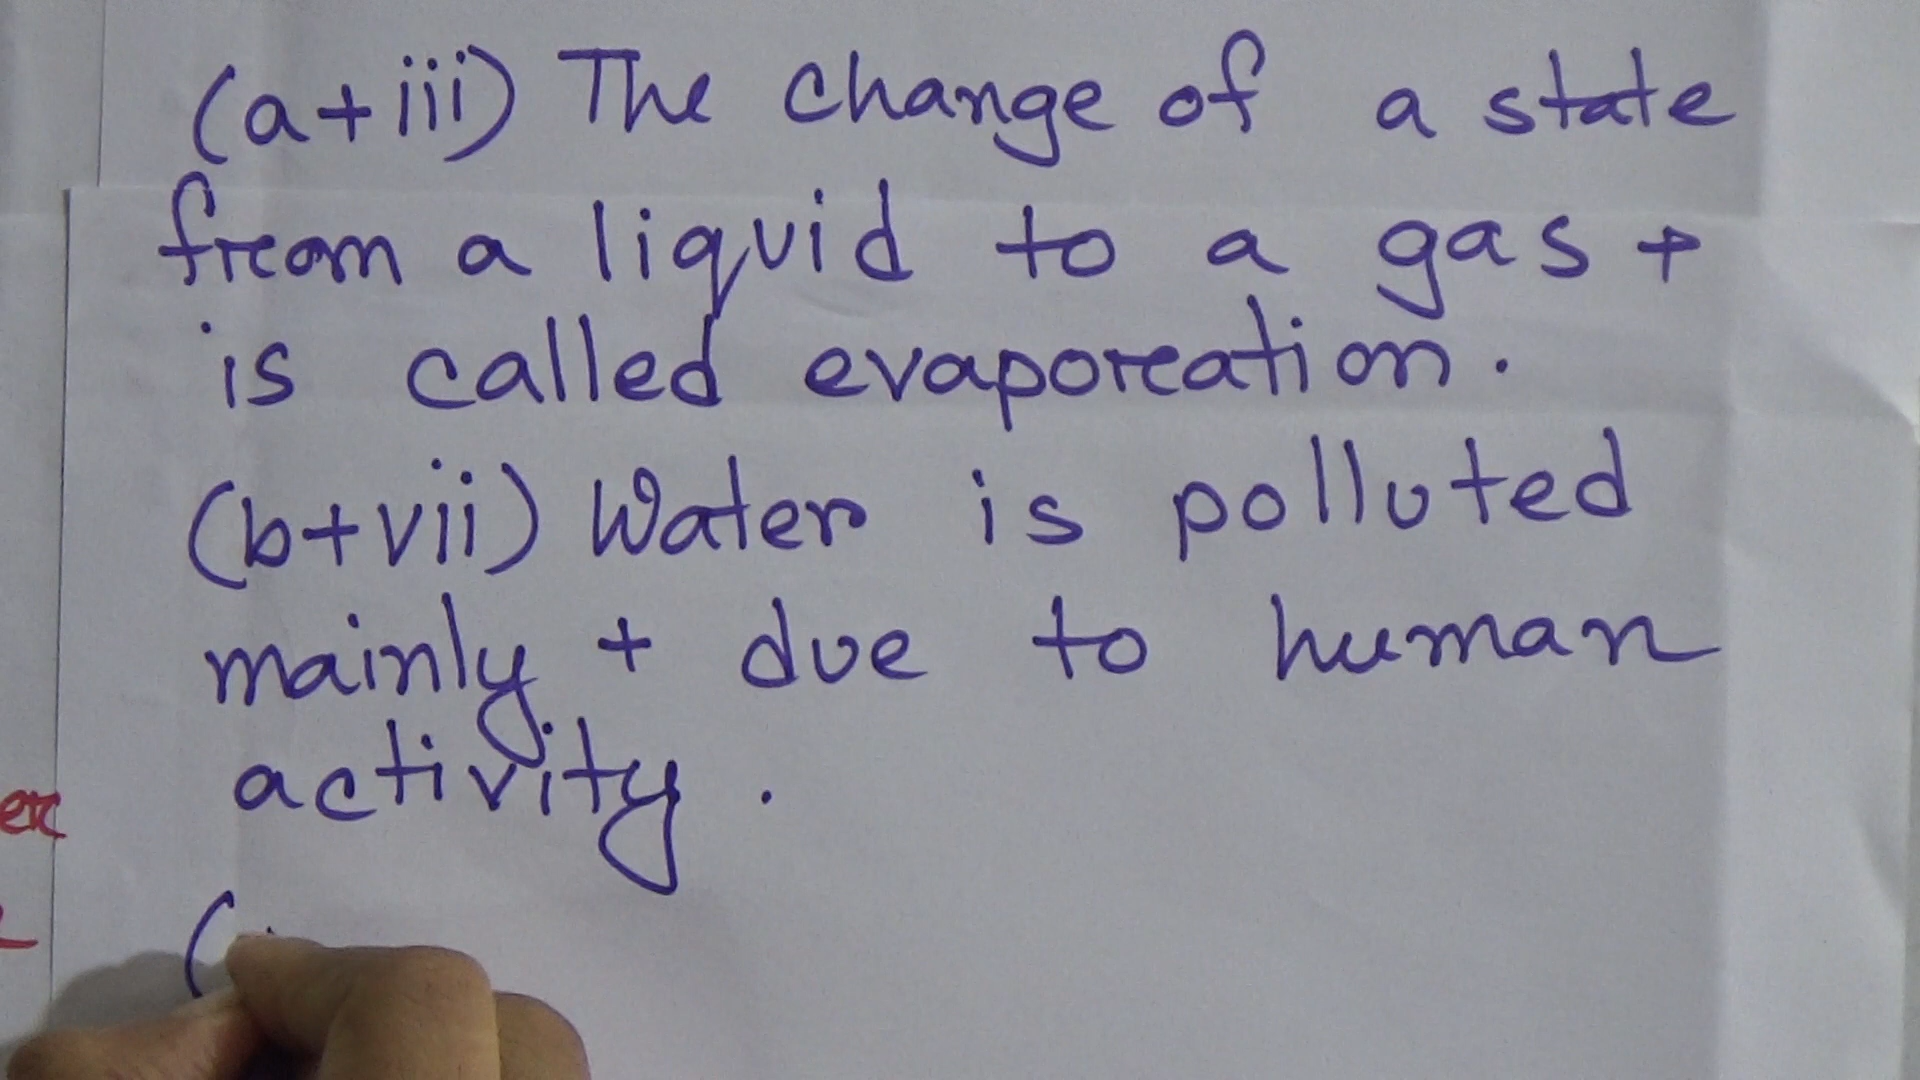 (a+iii) The change of a state
from a liquid to a gas +
is called evaporation.
(b+vii) Water is polluted
mainly + due to human
activity.
er
(